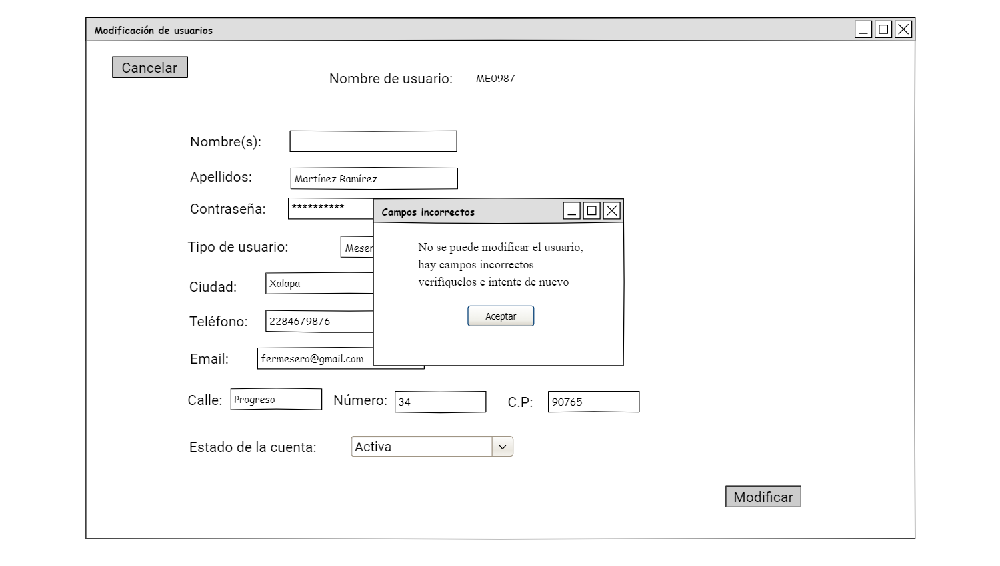 Modificación de usuarios
Cancelar
Nombre de usuario: ME0987
Nombre(s):
Apellidos: Martínez Ramírez
Contraseña: **********
Campos incorrectos
No se puede modificar el usuario,
hay campos incorrectos
verifíquelos e intente de nuevo
Aceptar
Tipo de usuario:
Ciudad: Xalapa
Teléfono: 2284679876
Email: fermesero@gmail.com
Calle: Progreso Número: 34 C.P: 90765
Estado de la cuenta: Activa
Modificar